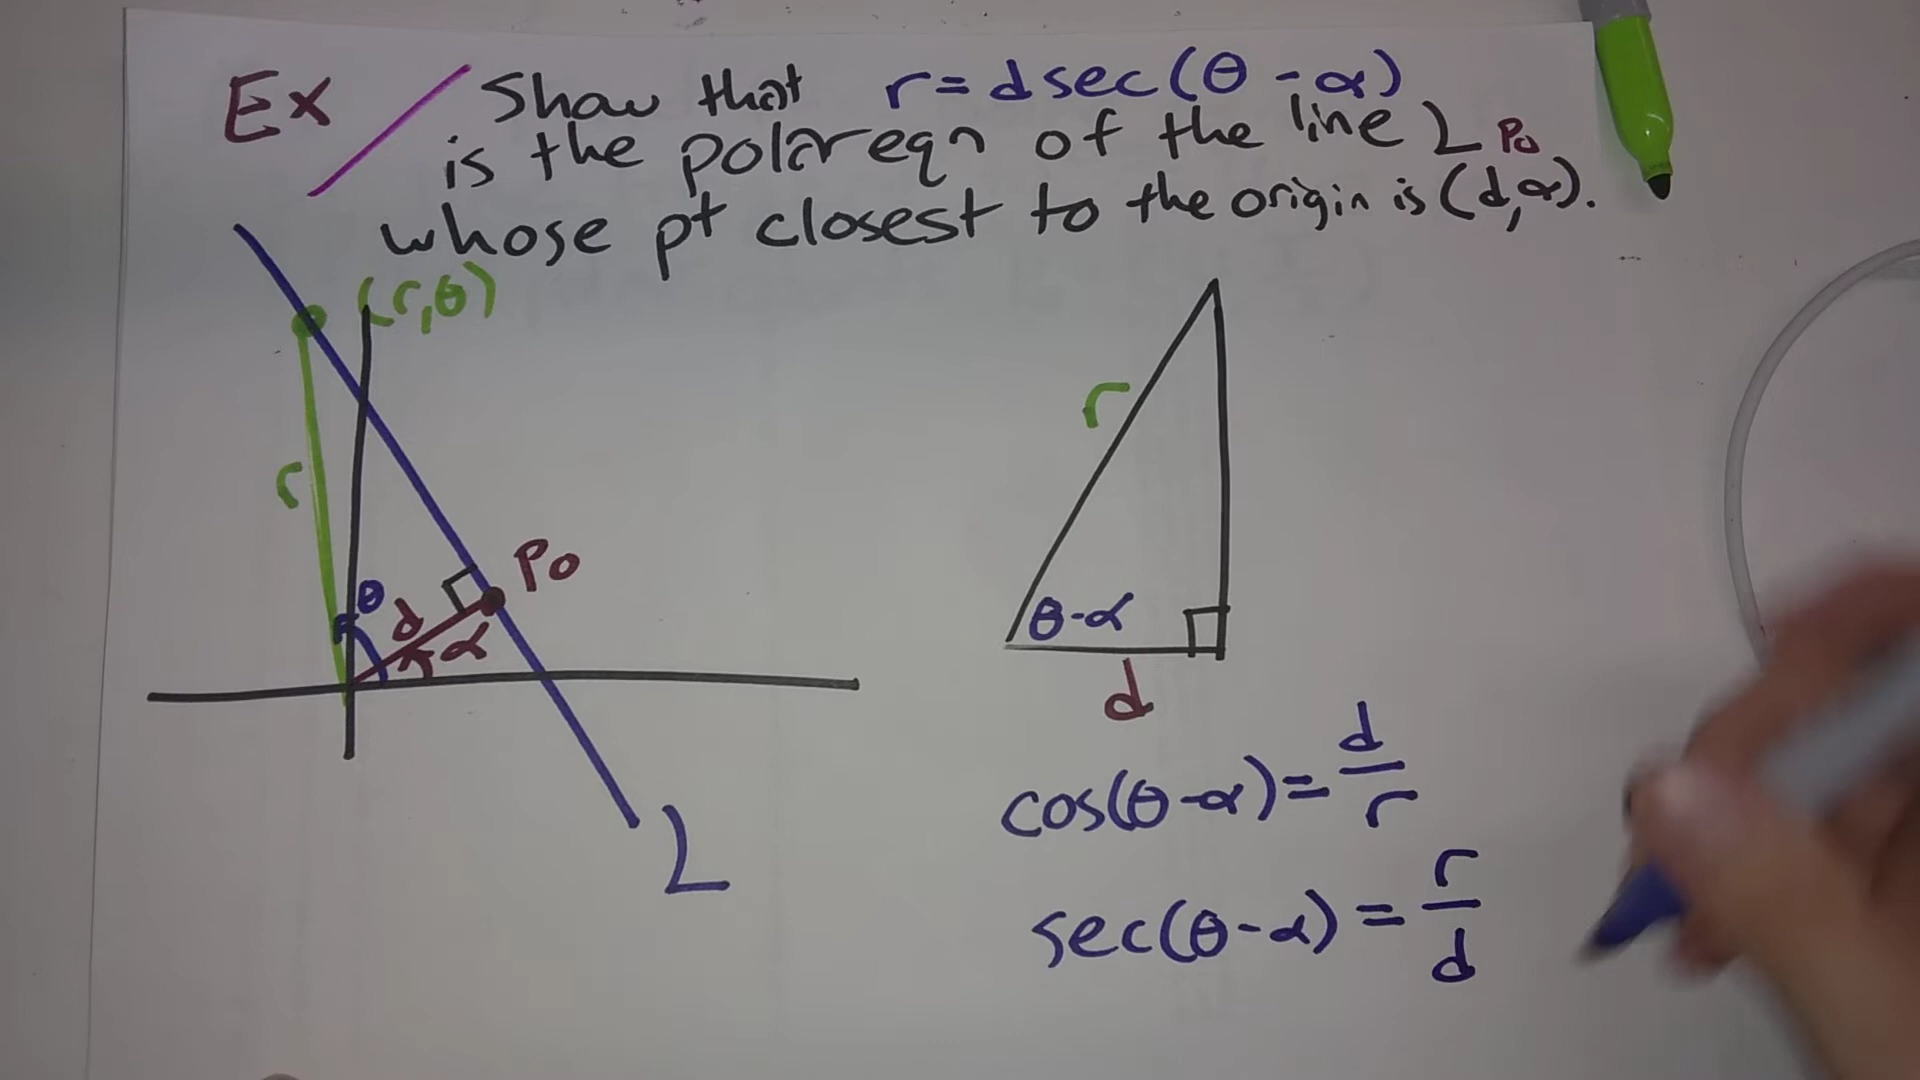 Ex Show that r = d sec(θ - α)
is the polar eqn of the line L P₀
whose pt closest to the origin is (d,α).
(r,θ)
r
r
P₀
θ
d
α
θ-α
d
L
cos(θ-α) = d/r
sec(θ-α) = r/d